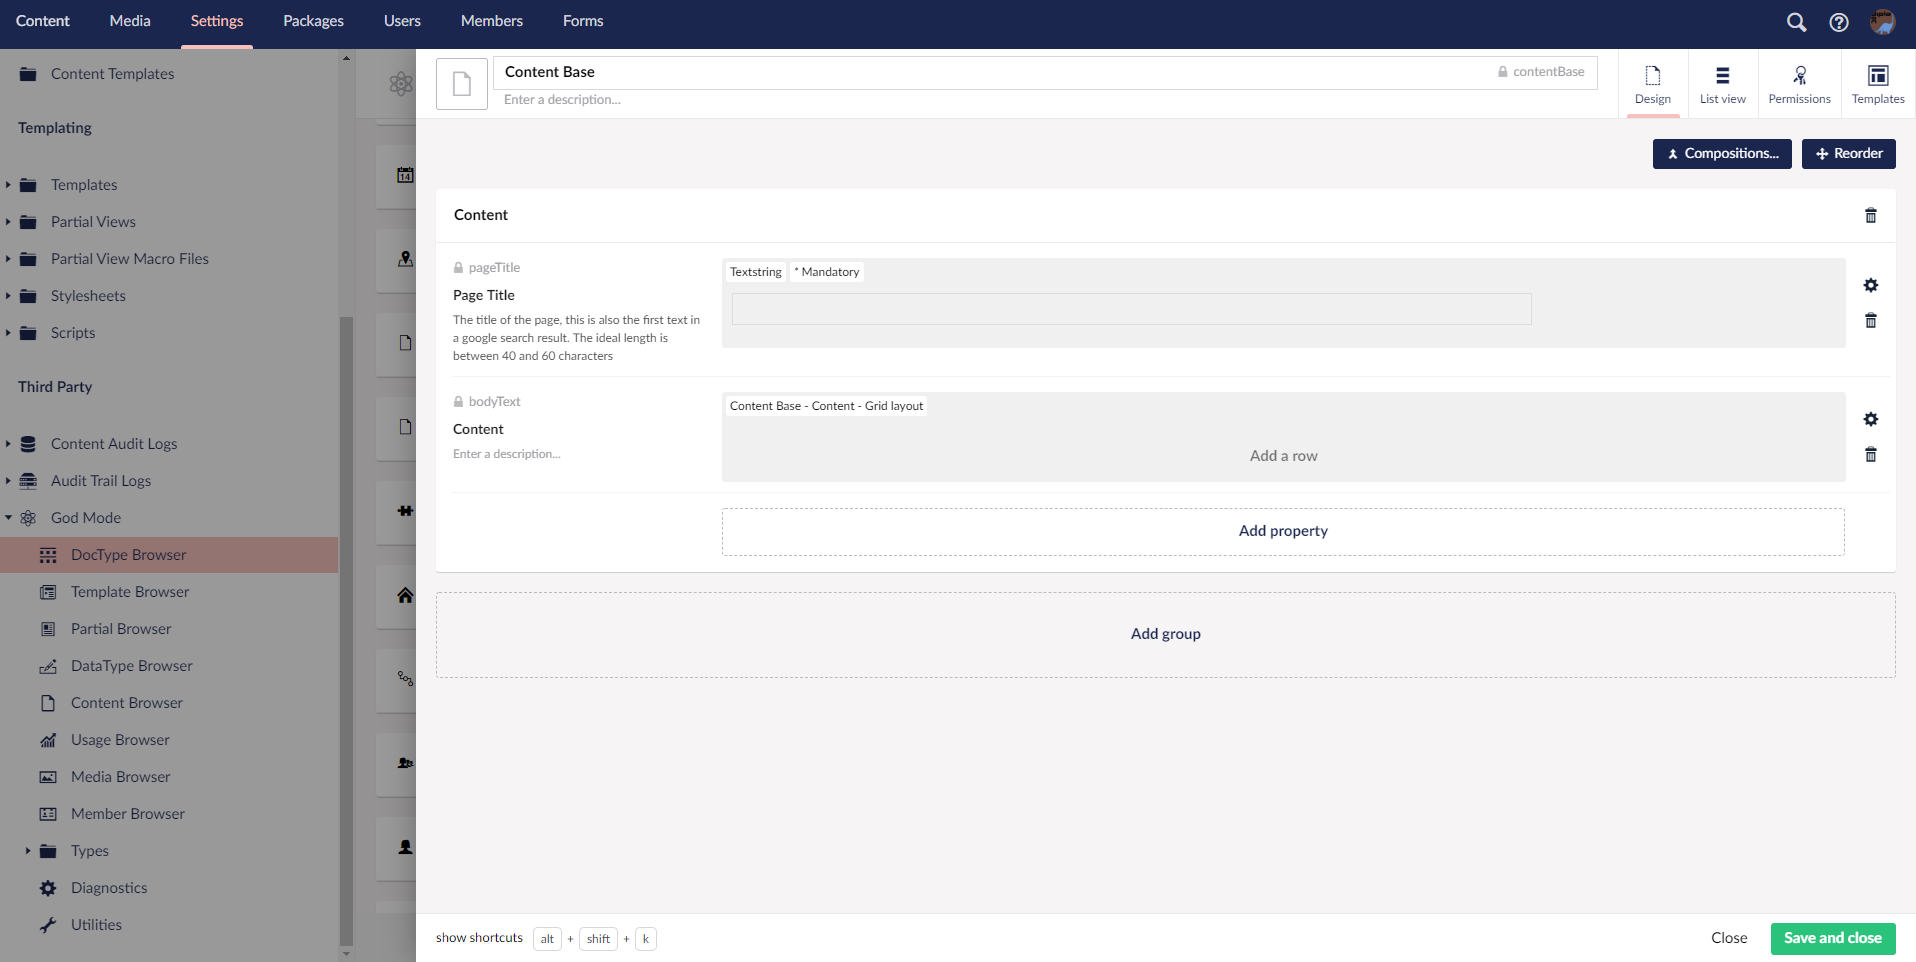 Content Media Settings Packages Users Members Forms
Content Templates
Templating
Templates
Partial Views
Partial View Macro Files
Stylesheets
Scripts
Third Party
Content Audit Logs
Audit Trail Logs
God Mode
DocType Browser
Template Browser
Partial Browser
DataType Browser
Content Browser
Usage Browser
Media Browser
Member Browser
Types
Diagnostics
Utilities
14
Content Base contentBase
Enter a description...
Design List view Permissions Templates
Compositions... Reorder
Content
pageTitle
Page Title
The title of the page, this is also the first text in
a google search result. The ideal length is
between 40 and 60 characters
Textstring * Mandatory
bodyText
Content
Enter a description...
Content Base - Content - Grid layout
Add a row
Add property
Add group
show shortcuts alt + shift + k
Close Save and close